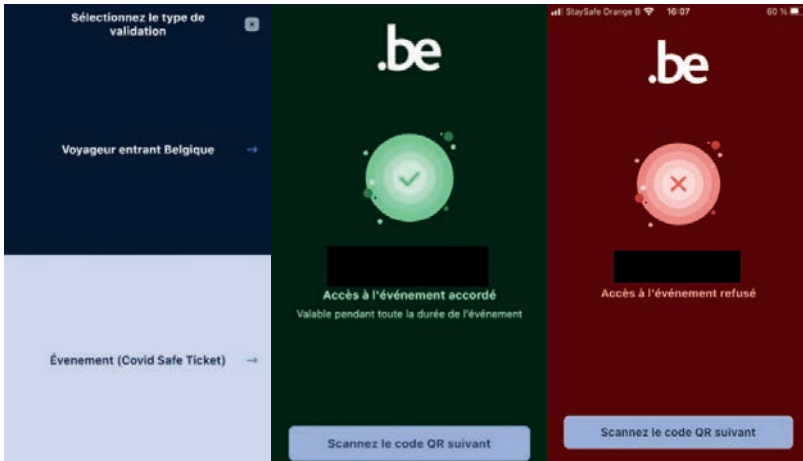 Sélectionnez le type de
validation
Voyageur entrant Belgique
Évenement (Covid Safe Ticket)
.be
Accès à l'événement accordé
Valable pendant toute la durée de l'événement
Scannez le code QR suivant
StaySafe Orange B 16:07 60 %
.be
Accès à l'événement refusé
Scannez le code QR suivant